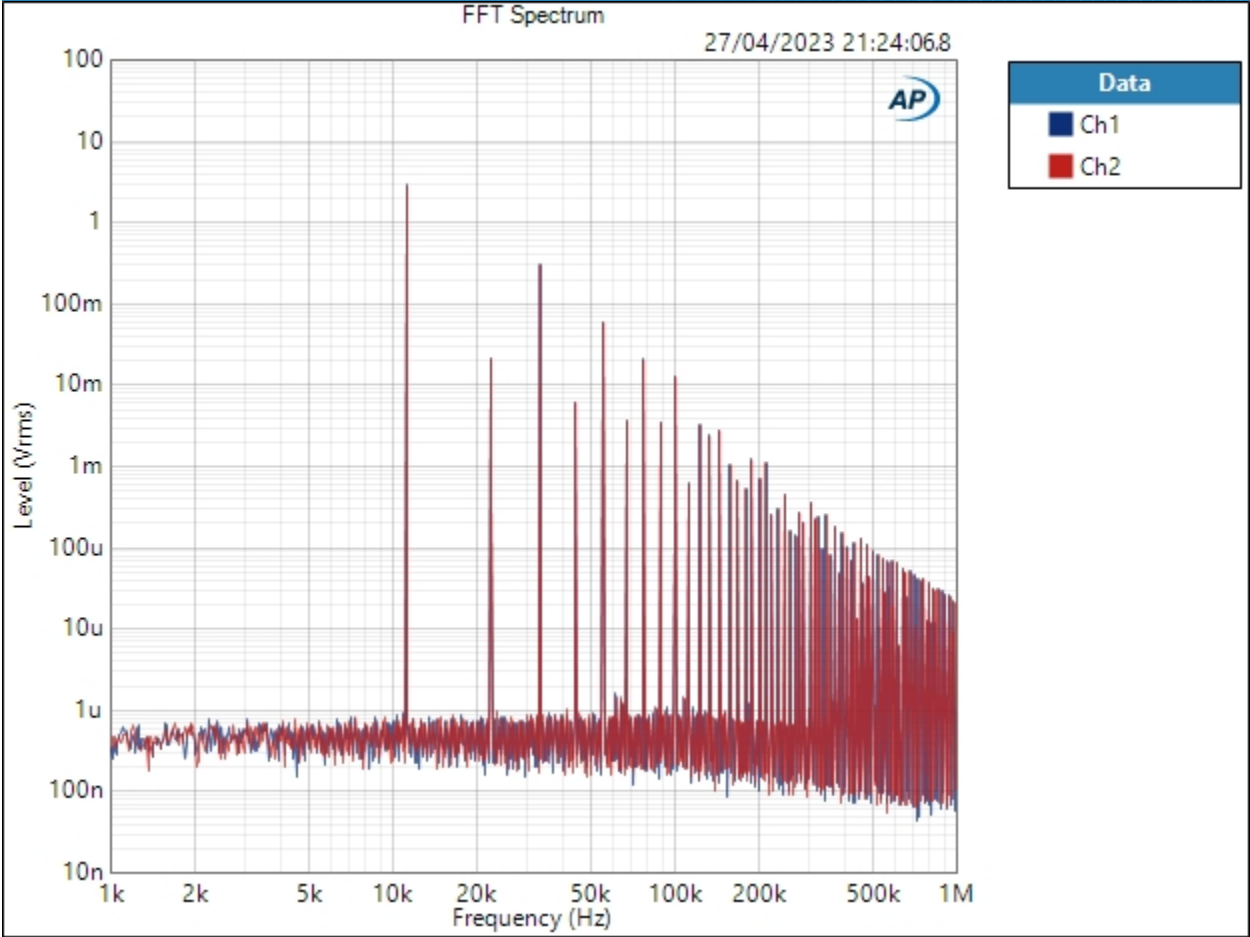 FFT Spectrum
27/04/2023 21:24:06.8
AP
Data
Ch1
Ch2
Level (Vrms)
100
10
1
100m
10m
1m
100u
10u
1u
100n
10n
1k 2k 5k 10k 20k 50k 100k 200k 500k 1M
Frequency (Hz)